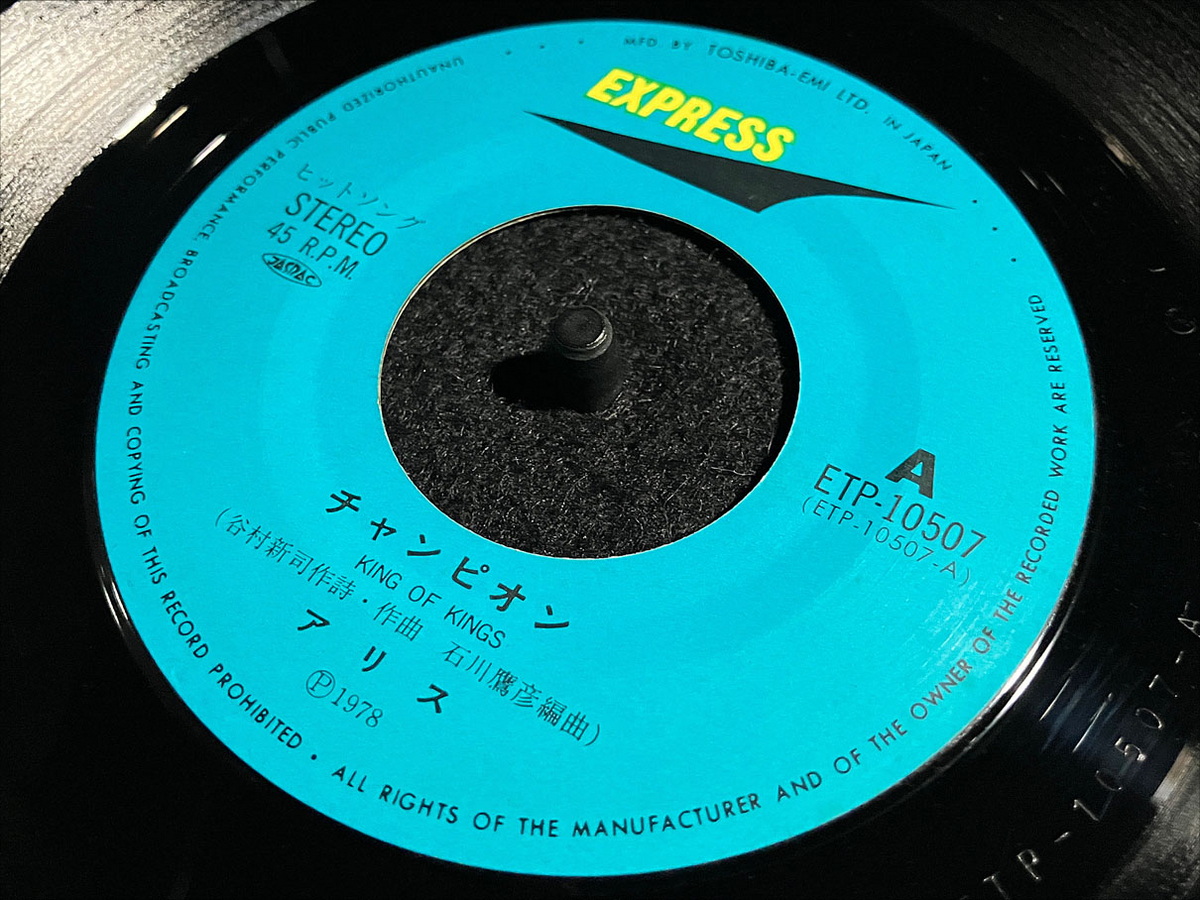 MFD. BY TOSHIBA-EMI LTD. IN JAPAN
EXPRESS
ヒットソング
STEREO
45 R.P.M.
JASRAC
A
ETP-10507
(ETP-10507-A)
チャンピオン
KING OF KINGS
(谷村新司作詩・作曲 石川鷹彦編曲)
アリス
Ⓟ1978
UNAUTHORIZED PUBLIC PERFORMANCE BROADCASTING AND COPYING OF THIS RECORD PROHIBITED • ALL RIGHTS OF THE MANUFACTURER AND OF THE OWNER OF THE RECORDED WORK ARE RESERVED
TP-10507-A